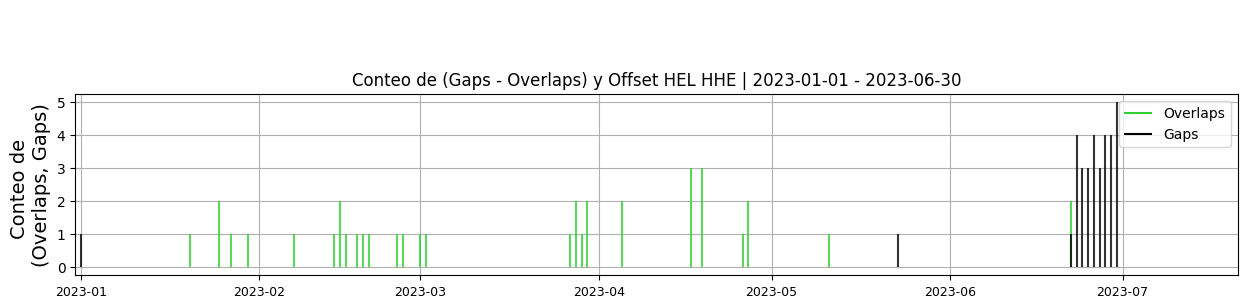 Conteo de (Gaps - Overlaps) y Offset HEL HHE | 2023-01-01 - 2023-06-30
Conteo de
(Overlaps, Gaps)
5
4
3
2
1
0
Overlaps
Gaps
2023-01
2023-02
2023-03
2023-04
2023-05
2023-06
2023-07